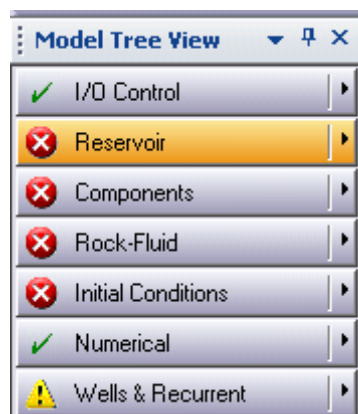 Model Tree View
I/O Control
Reservoir
Components
Rock-Fluid
Initial Conditions
Numerical
Wells & Recurrent